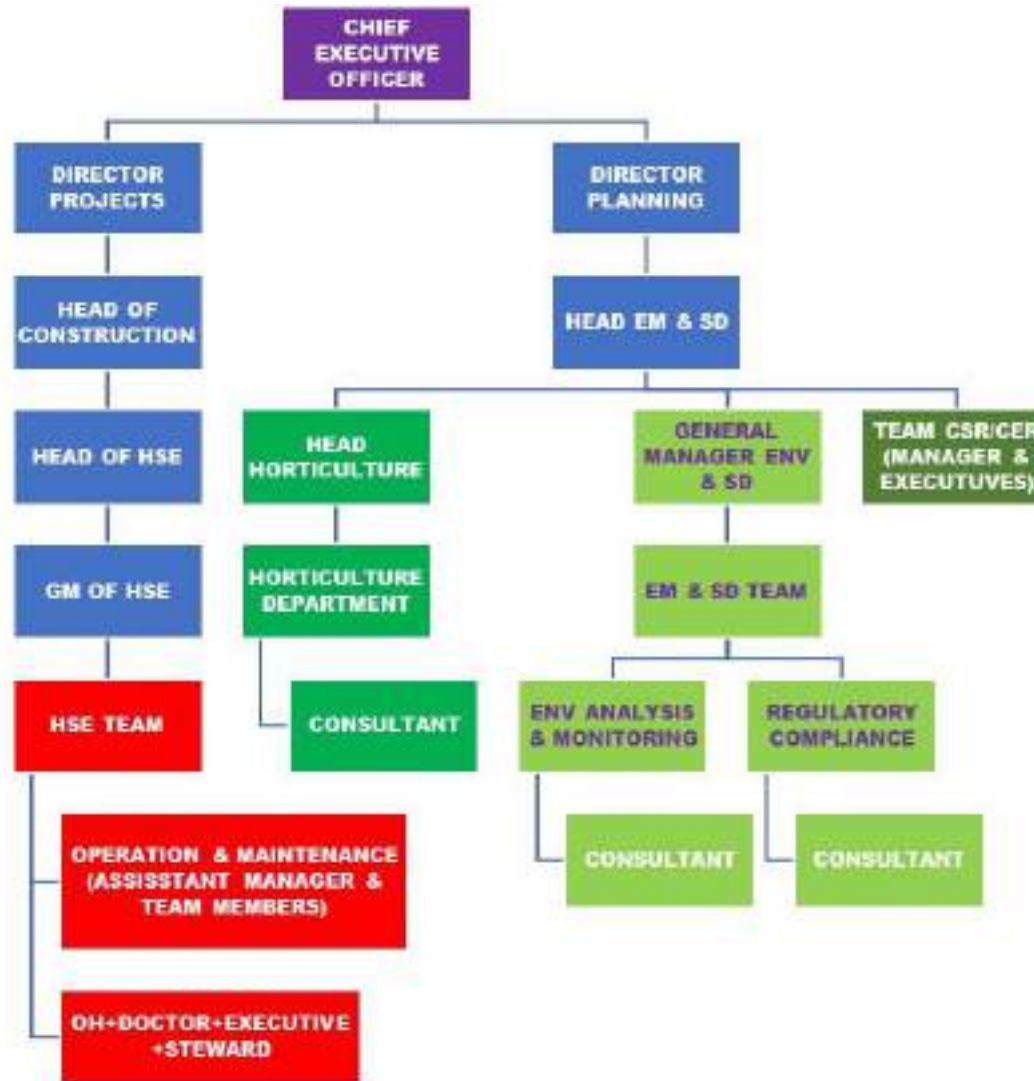 CHIEF
EXECUTIVE
OFFICER
DIRECTOR
PROJECTS
DIRECTOR
PLANNING
HEAD OF
CONSTRUCTION
HEAD EM & SD
HEAD OF HSE
HEAD
HORTICULTURE
GENERAL
MANAGER ENV
& SD
TEAM CSR/CER
(MANAGER &
EXECUTUVES)
GM OF HSE
HORTICULTURE
DEPARTMENT
EM & SD TEAM
HSE TEAM
CONSULTANT
ENV ANALYSIS
& MONITORING
REGULATORY
COMPLIANCE
OPERATION & MAINTENANCE
(ASSISSTANT MANAGER &
TEAM MEMBERS)
CONSULTANT
CONSULTANT
OH+DOCTOR+EXECUTIVE
+STEWARD